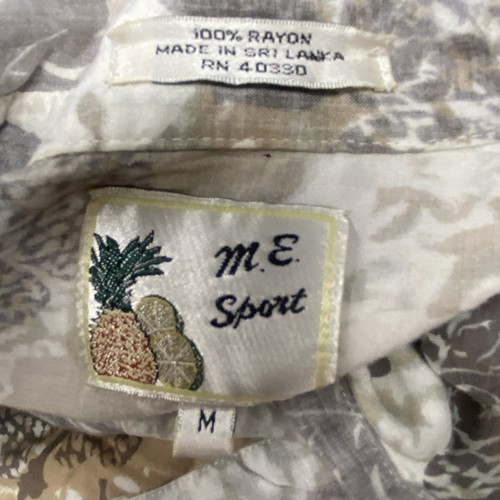 100% RAYON
MADE IN SRI LANKA
RN 40330
M.E.
Sport
M